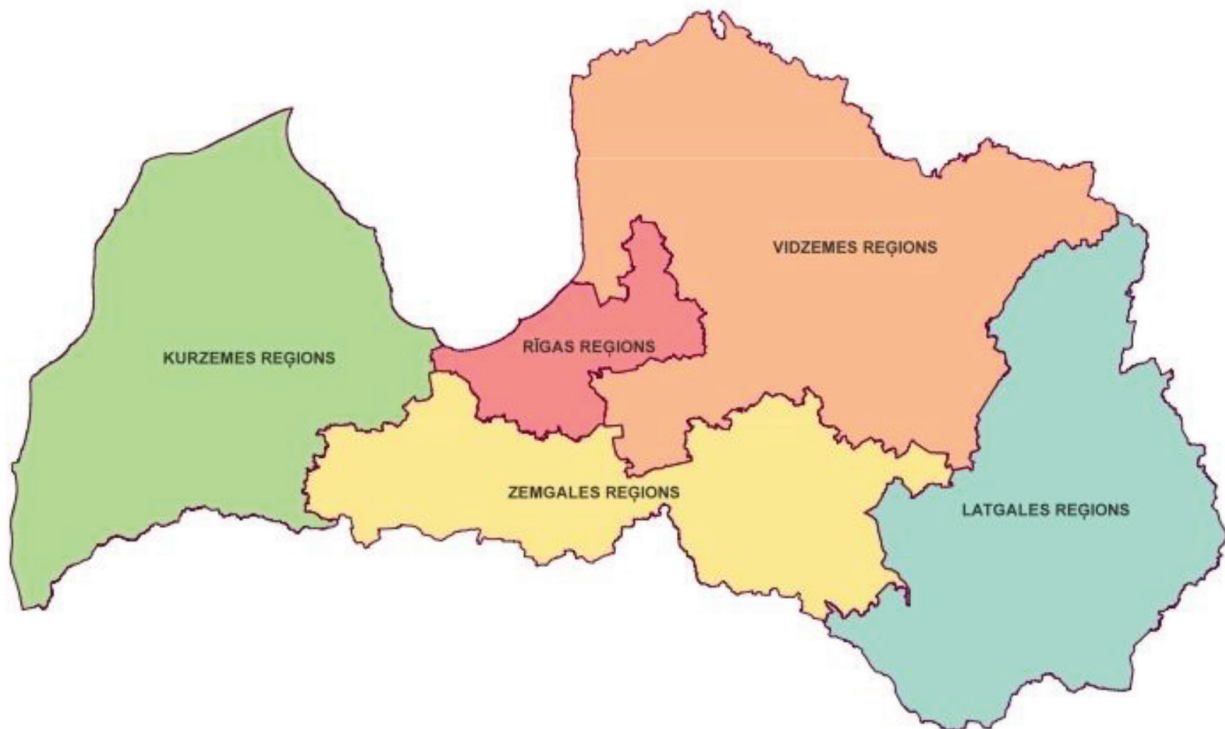 VIDZEMES REĢIONS
RĪGAS REĢIONS
KURZEMES REĢIONS
ZEMGALES REĢIONS
LATGALES REĢIONS